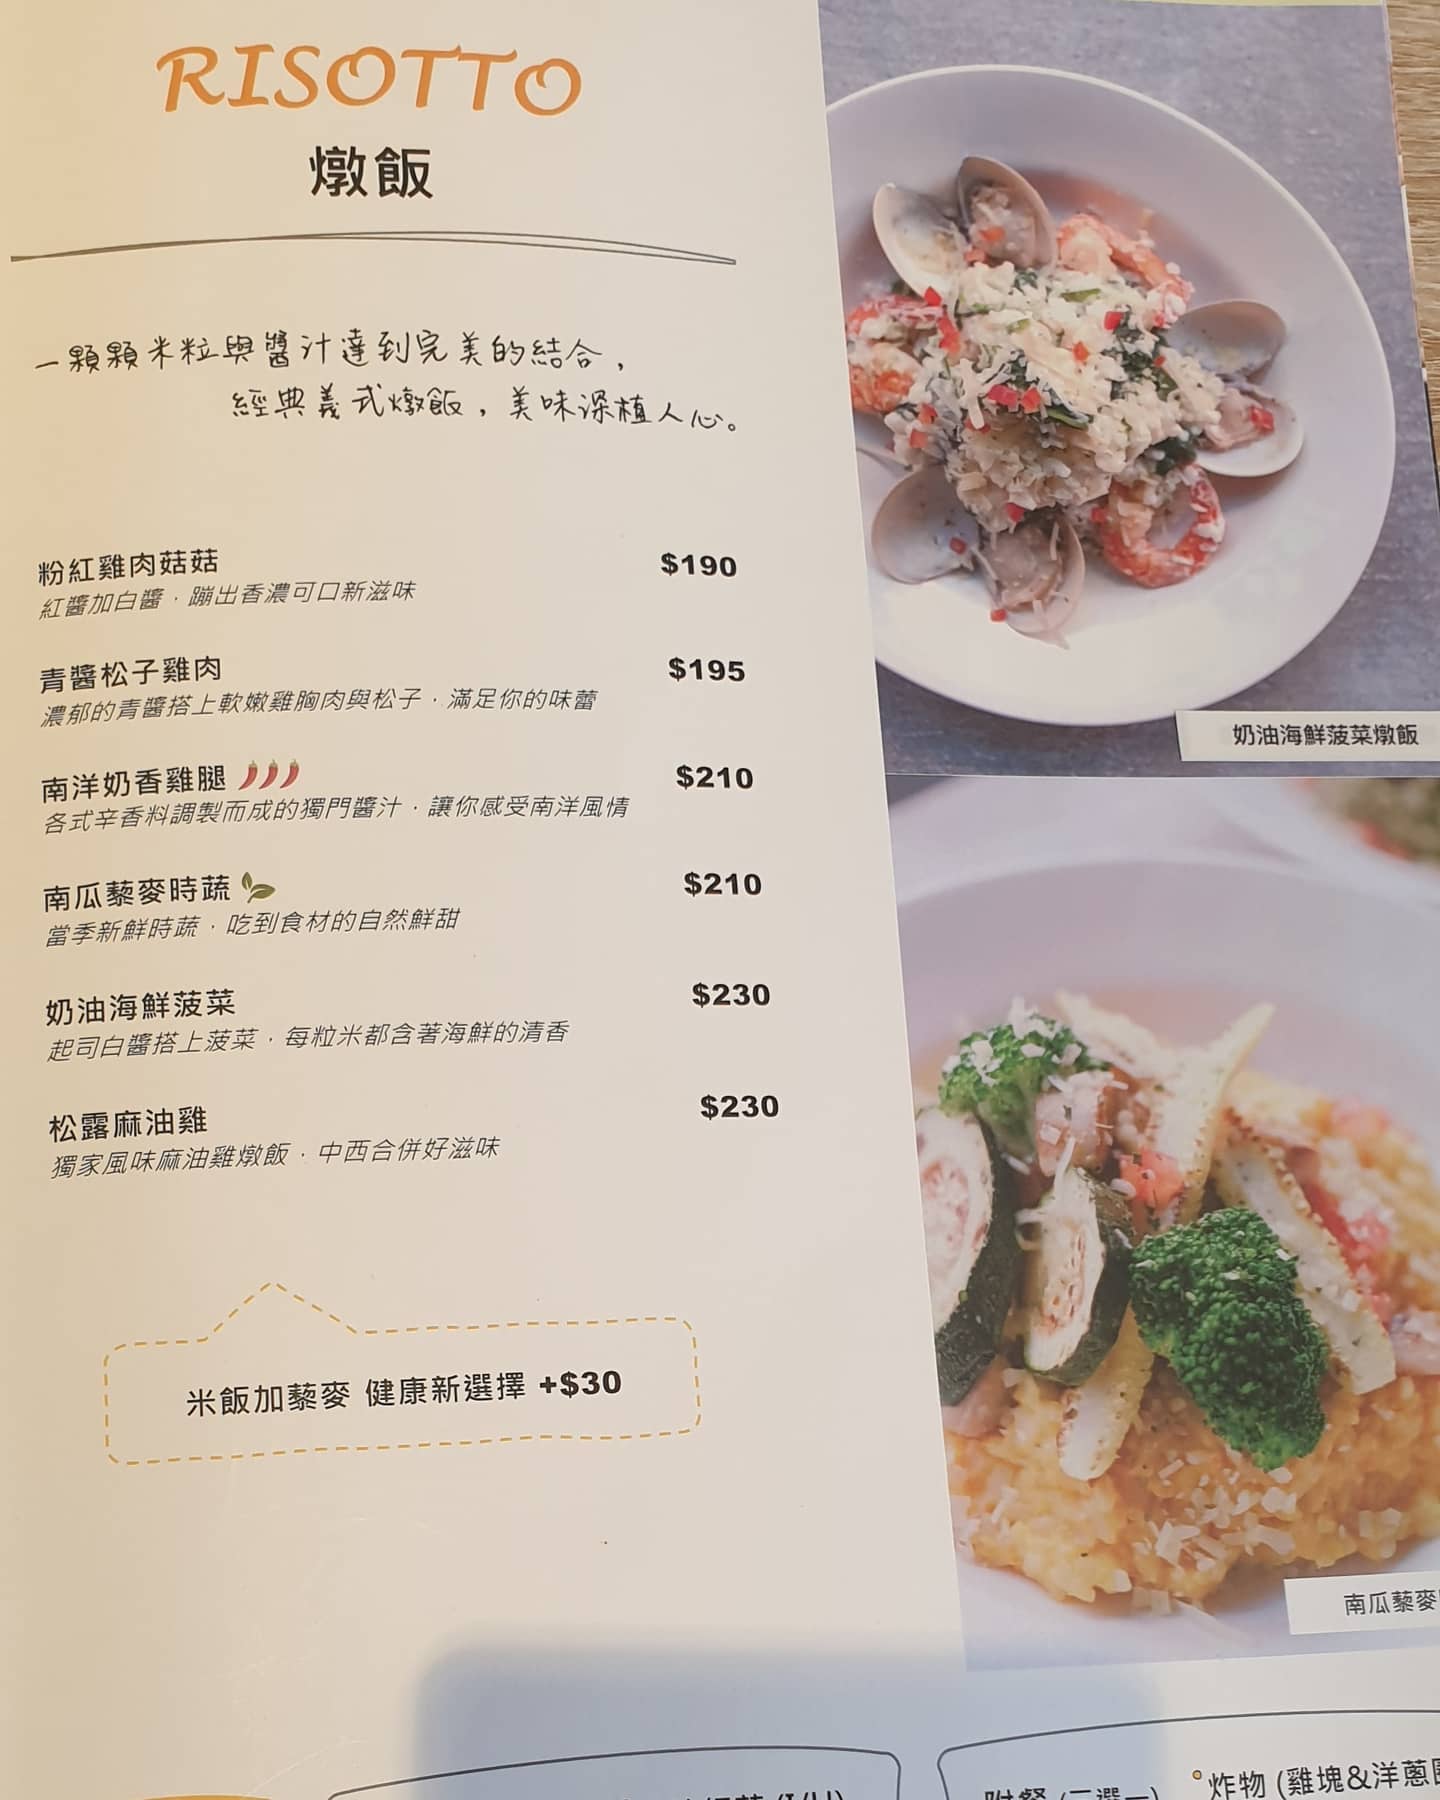 RISOTTO
燉飯
一顆顆米粒與醬汁達到完美的結合，
經典義式燉飯，美味深植人心。
粉紅雞肉菇菇 $190
紅醬加白醬，蹦出香濃可口新滋味
青醬松子雞肉 $195
濃郁的青醬搭上軟嫩雞胸肉與松子，滿足你的味蕾
南洋奶香雞腿 $210
各式辛香料調製而成的獨門醬汁，讓你感受南洋風情
南瓜藜麥時蔬 $210
當季新鮮時蔬，吃到食材的自然鮮甜
奶油海鮮菠菜 $230
起司白醬搭上菠菜，每粒米都含著海鮮的清香
松露麻油雞 $230
獨家風味麻油雞燉飯，中西合併好滋味
米飯加藜麥 健康新選擇 +$30
奶油海鮮菠菜燉飯
南瓜藜麥
附餐 (二選一)
炸物 (雞塊&洋蔥